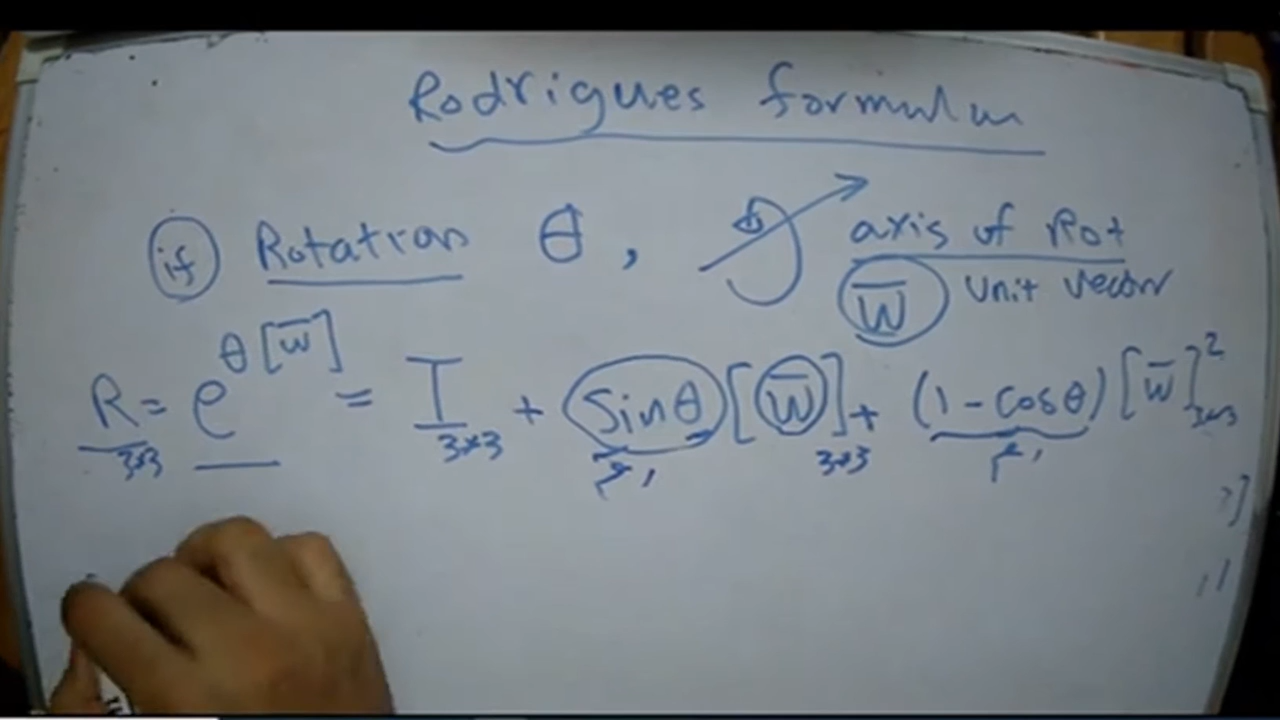 Rodrigues formula
if Rotation θ , axis of Rot
w̅ unit vector
R = e^θ[w̅] = I + sinθ [w̅] + (1 - cosθ) [w̅]²
3*3 3*3 3*3 3*3